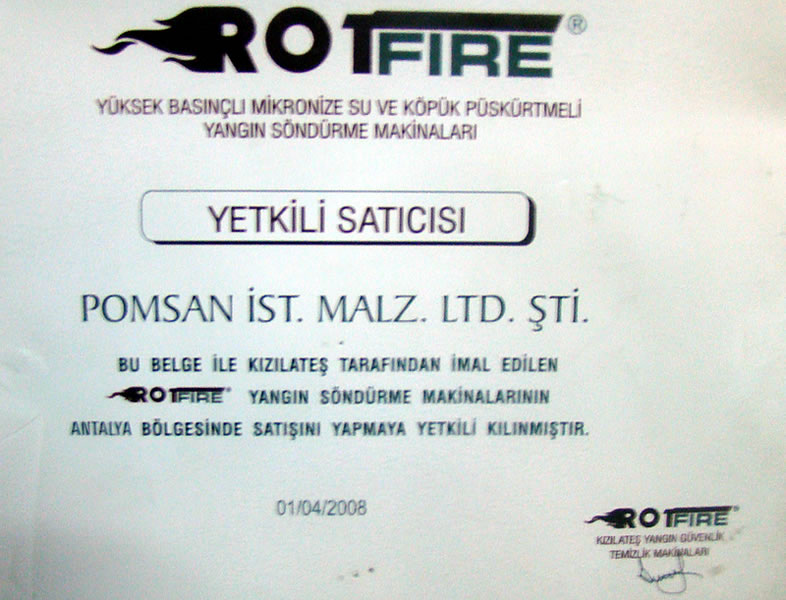 ROTFIRE®
YÜKSEK BASINÇLI MİKRONİZE SU VE KÖPÜK PÜSKÜRTMELİ
YANGIN SÖNDÜRME MAKİNALARI
YETKİLİ SATICISI
POMSAN İST. MALZ. LTD. ŞTİ.
BU BELGE İLE KIZILATEŞ TARAFINDAN İMAL EDİLEN
ROTFIRE® YANGIN SÖNDÜRME MAKİNALARININ
ANTALYA BÖLGESİNDE SATIŞINI YAPMAYA YETKİLİ KILINMIŞTIR.
01/04/2008
ROTFIRE®
KIZILATEŞ YANGIN GÜVENLİK
TEMİZLİK MAKİNALARI